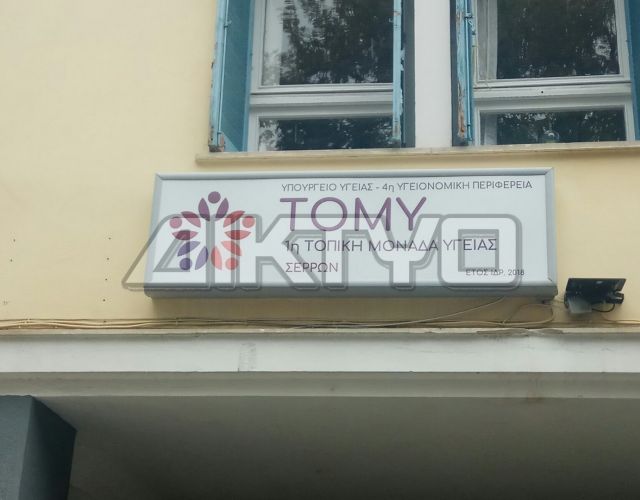 ΥΠΟΥΡΓΕΙΟ ΥΓΕΙΑΣ - 4η ΥΓΕΙΟΝΟΜΙΚΗ ΠΕΡΙΦΕΡΕΙΑ
ΤΟΜΥ
1η ΤΟΠΙΚΗ ΜΟΝΑΔΑ ΥΓΕΙΑΣ
ΣΕΡΡΩΝ
ΕΤΟΣ ΙΔΡ. 2018
ΔΙΚΤΥΟ